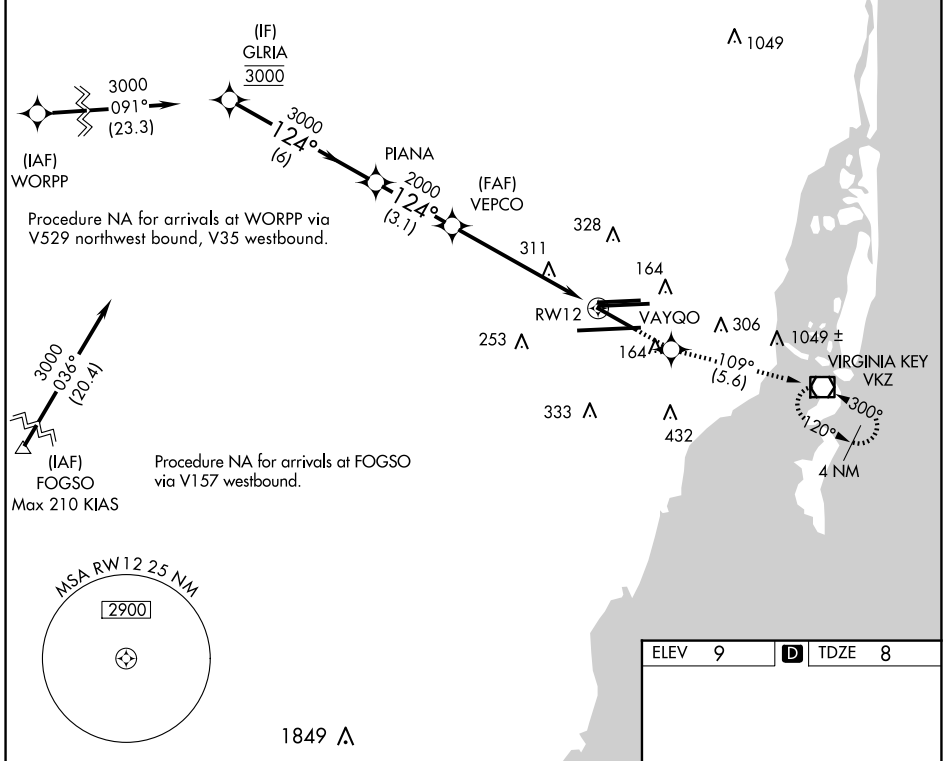 1049
(IF)
GLRIA
3000
3000
091°
(23.3)
(IAF)
WORPP
3000
124°
(6)
PIANA
2000
124°
(3.1)
(FAF)
VEPCO
Procedure NA for arrivals at WORPP via
V529 northwest bound, V35 westbound.
328
311
164
RW12
VAYQO
306
1049 ±
253
164
109°
(5.6)
VIRGINIA KEY
VKZ
3000
036°
(20.4)
333
432
300°
120°
4 NM
(IAF)
FOGSO
Max 210 KIAS
Procedure NA for arrivals at FOGSO
via V157 westbound.
MSA RW12 25 NM
2900
ELEV 9 D TDZE 8
1849